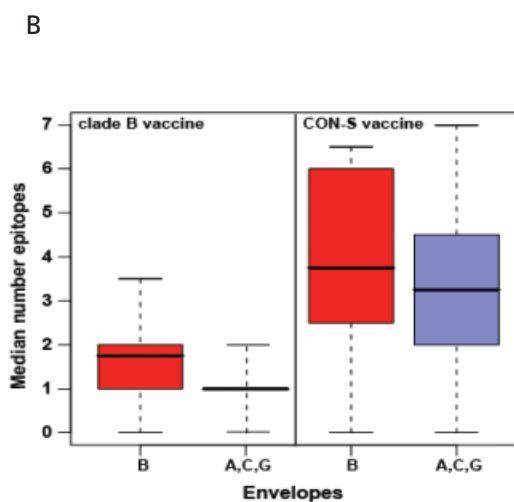 B
clade B vaccine
CON-S vaccine
7
6
5
4
3
2
1
0
Median number epitopes
B
A,C,G
B
A,C,G
Envelopes